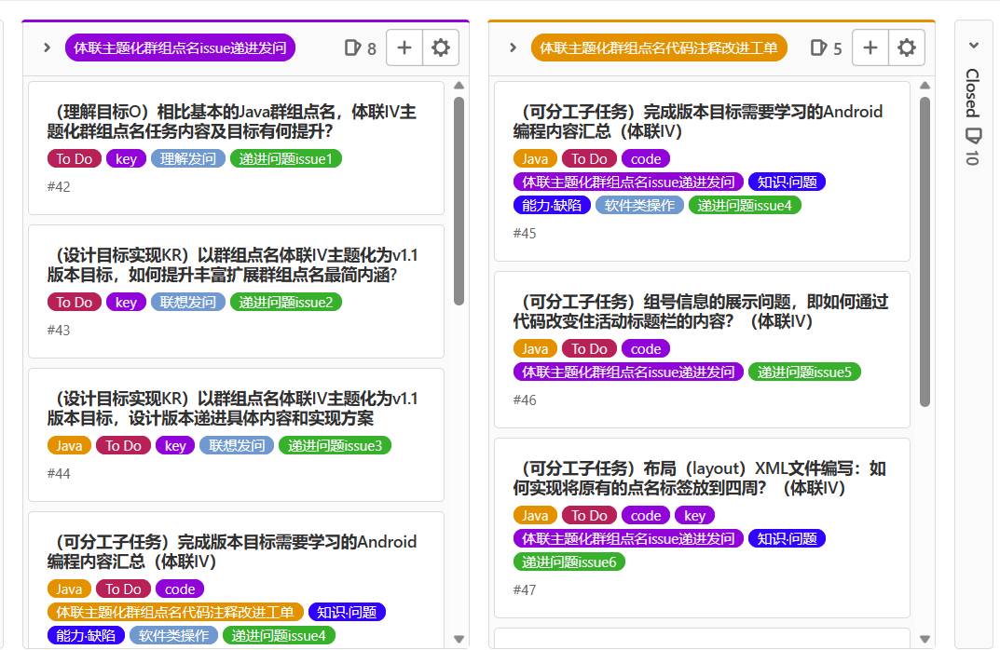 体联主题化群组点名issue递进发问
8
（理解目标O）相比基本的Java群组点名，体联IV主
题化群组点名任务内容及目标有何提升？
To Do key 理解发问 递进问题issue1
#42
（设计目标实现KR）以群组点名体联IV主题化为v1.1
版本目标，如何提升丰富扩展群组点名最简内涵？
To Do key 联想发问 递进问题issue2
#43
（设计目标实现KR）以群组点名体联IV主题化为v1.1
版本目标，设计版本递进具体内容和实现方案
Java To Do key 联想发问 递进问题issue3
#44
（可分工子任务）完成版本目标需要学习的Android
编程内容汇总（体联IV）
Java To Do code
体联主题化群组点名代码注释改进工单 知识·问题
能力·缺陷 软件类操作 递进问题issue4
体联主题化群组点名代码注释改进工单
5
（可分工子任务）完成版本目标需要学习的Android
编程内容汇总（体联IV）
Java To Do code
体联主题化群组点名issue递进发问 知识·问题
能力·缺陷 软件类操作 递进问题issue4
#45
（可分工子任务）组号信息的展示问题，即如何通过
代码改变住活动标题栏的内容？（体联IV）
Java To Do code
体联主题化群组点名issue递进发问 递进问题issue5
#46
（可分工子任务）布局（layout）XML文件编写：如
何实现将原有的点名标签放到四周？（体联IV）
Java To Do code key
体联主题化群组点名issue递进发问 知识·问题
递进问题issue6
#47
Closed
10